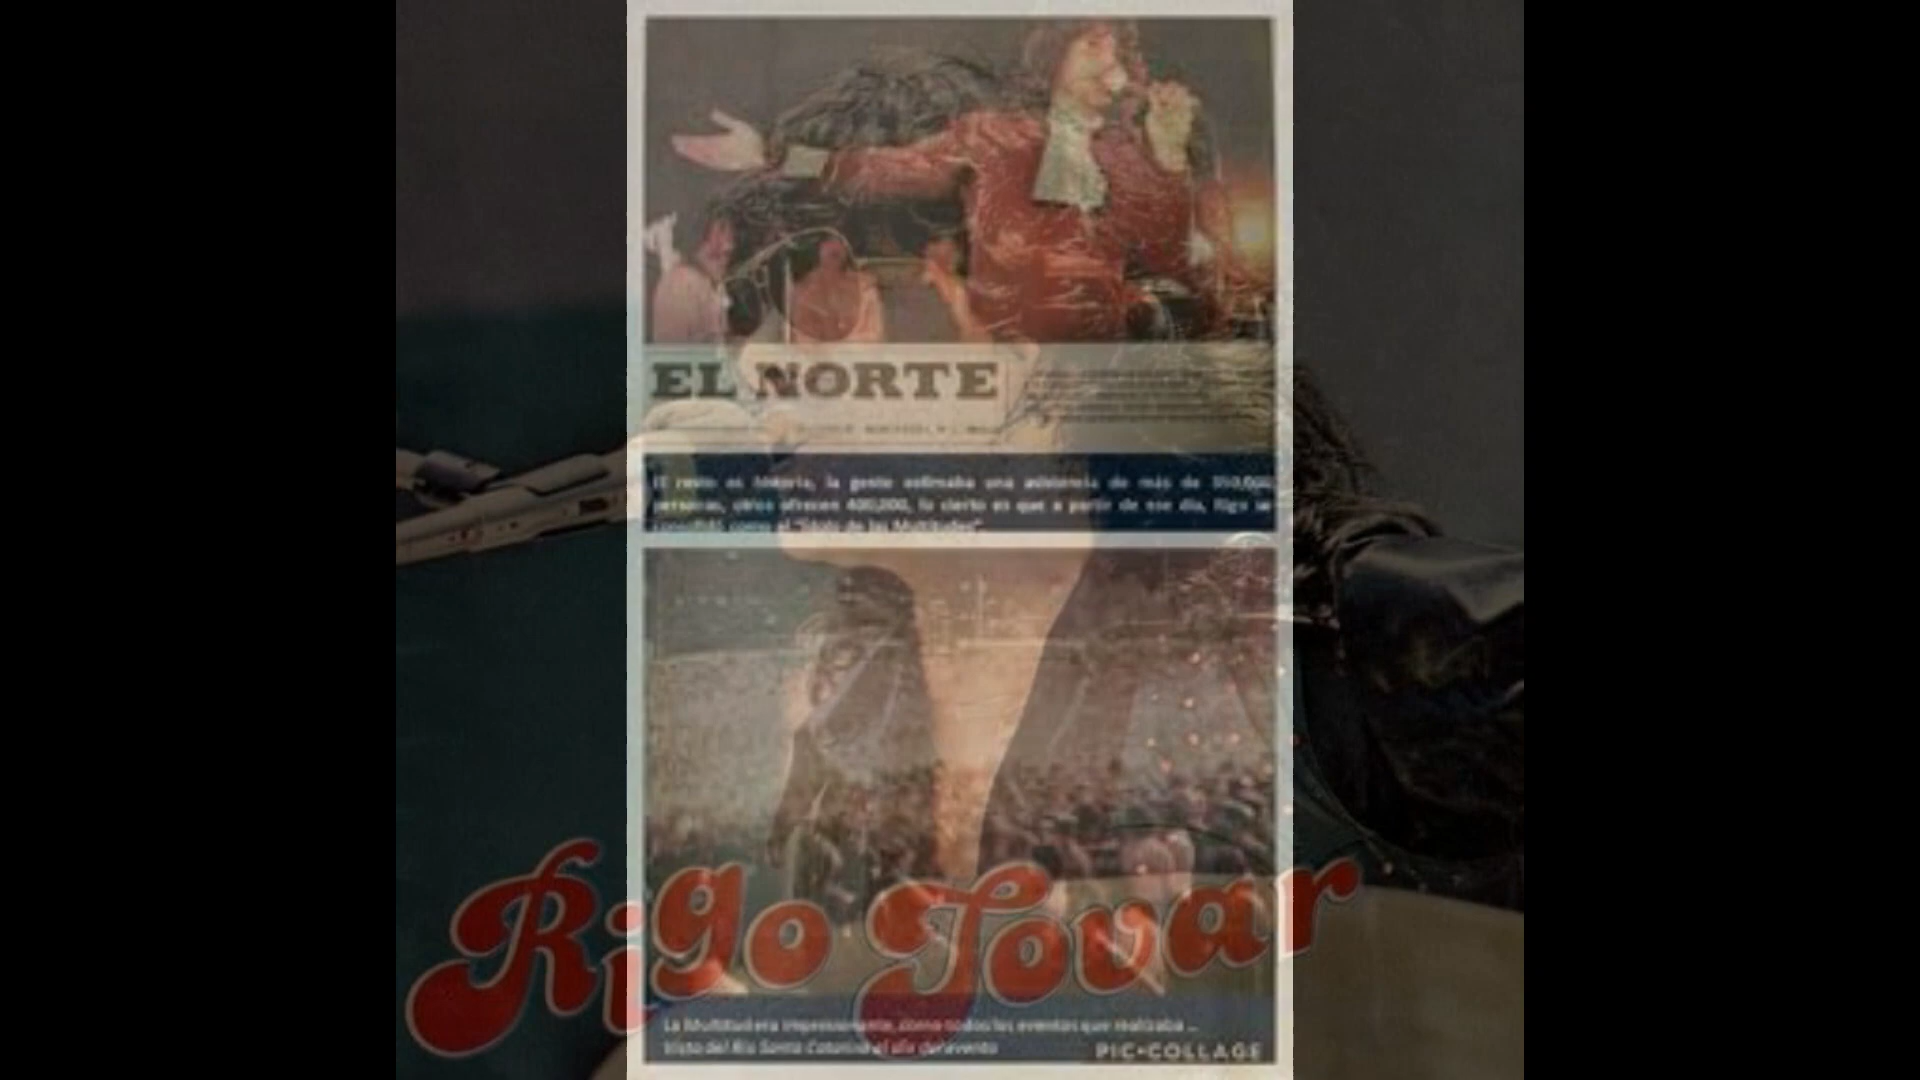 EL NORTE
El resto es historia, la gente estimaba una asistencia de más de 350,000
personas, otros ofrecen 400,000, lo cierto es que a partir de ese día, Rigo se
consolidó como el "Ídolo de las Multitudes".
Rigo Tovar
La Multitud era impresionante, como todos los eventos que realizaba ...
Vista del Río Santa Catarina el día del evento
PIC•COLLAGE